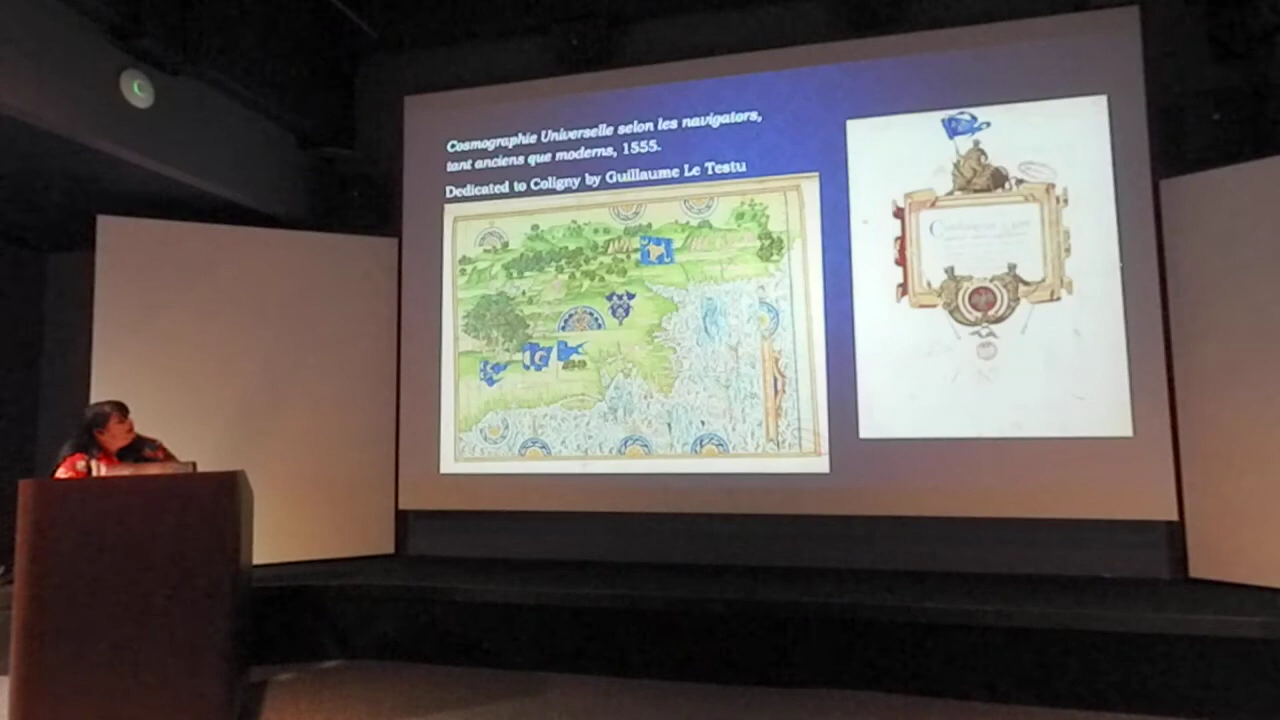 Cosmographie Universelle selon les navigators,
tant anciens que moderns, 1555.
Dedicated to Coligny by Guillaume Le Testu